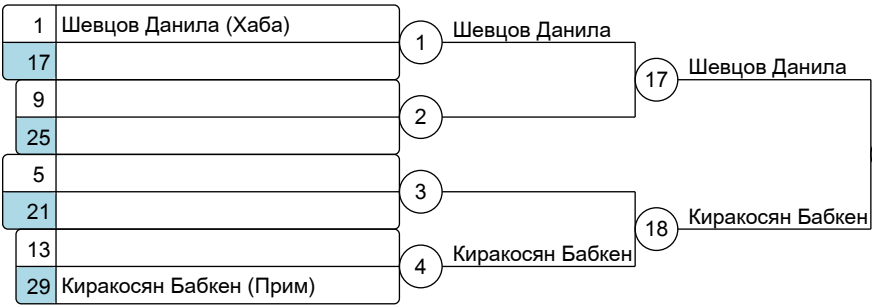 1 Шевцов Данила (Хаба)
17
9
25
5
21
13
29 Киракосян Бабкен (Прим)
1 Шевцов Данила
2
3
4 Киракосян Бабкен
17 Шевцов Данила
18 Киракосян Бабкен